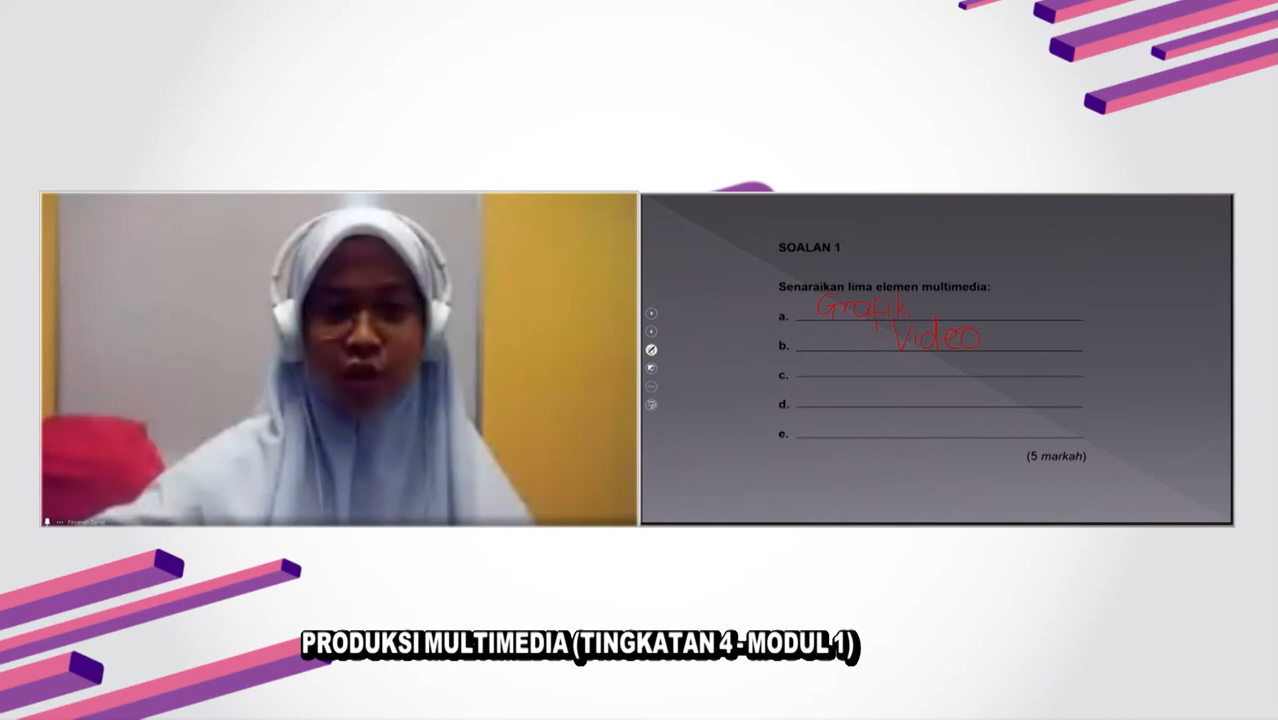 SOALAN 1
Senaraikan lima elemen multimedia:
a. Grafik
b. Video
c.
d.
e.
(5 markah)
PRODUKSI MULTIMEDIA (TINGKATAN 4 - MODUL 1)